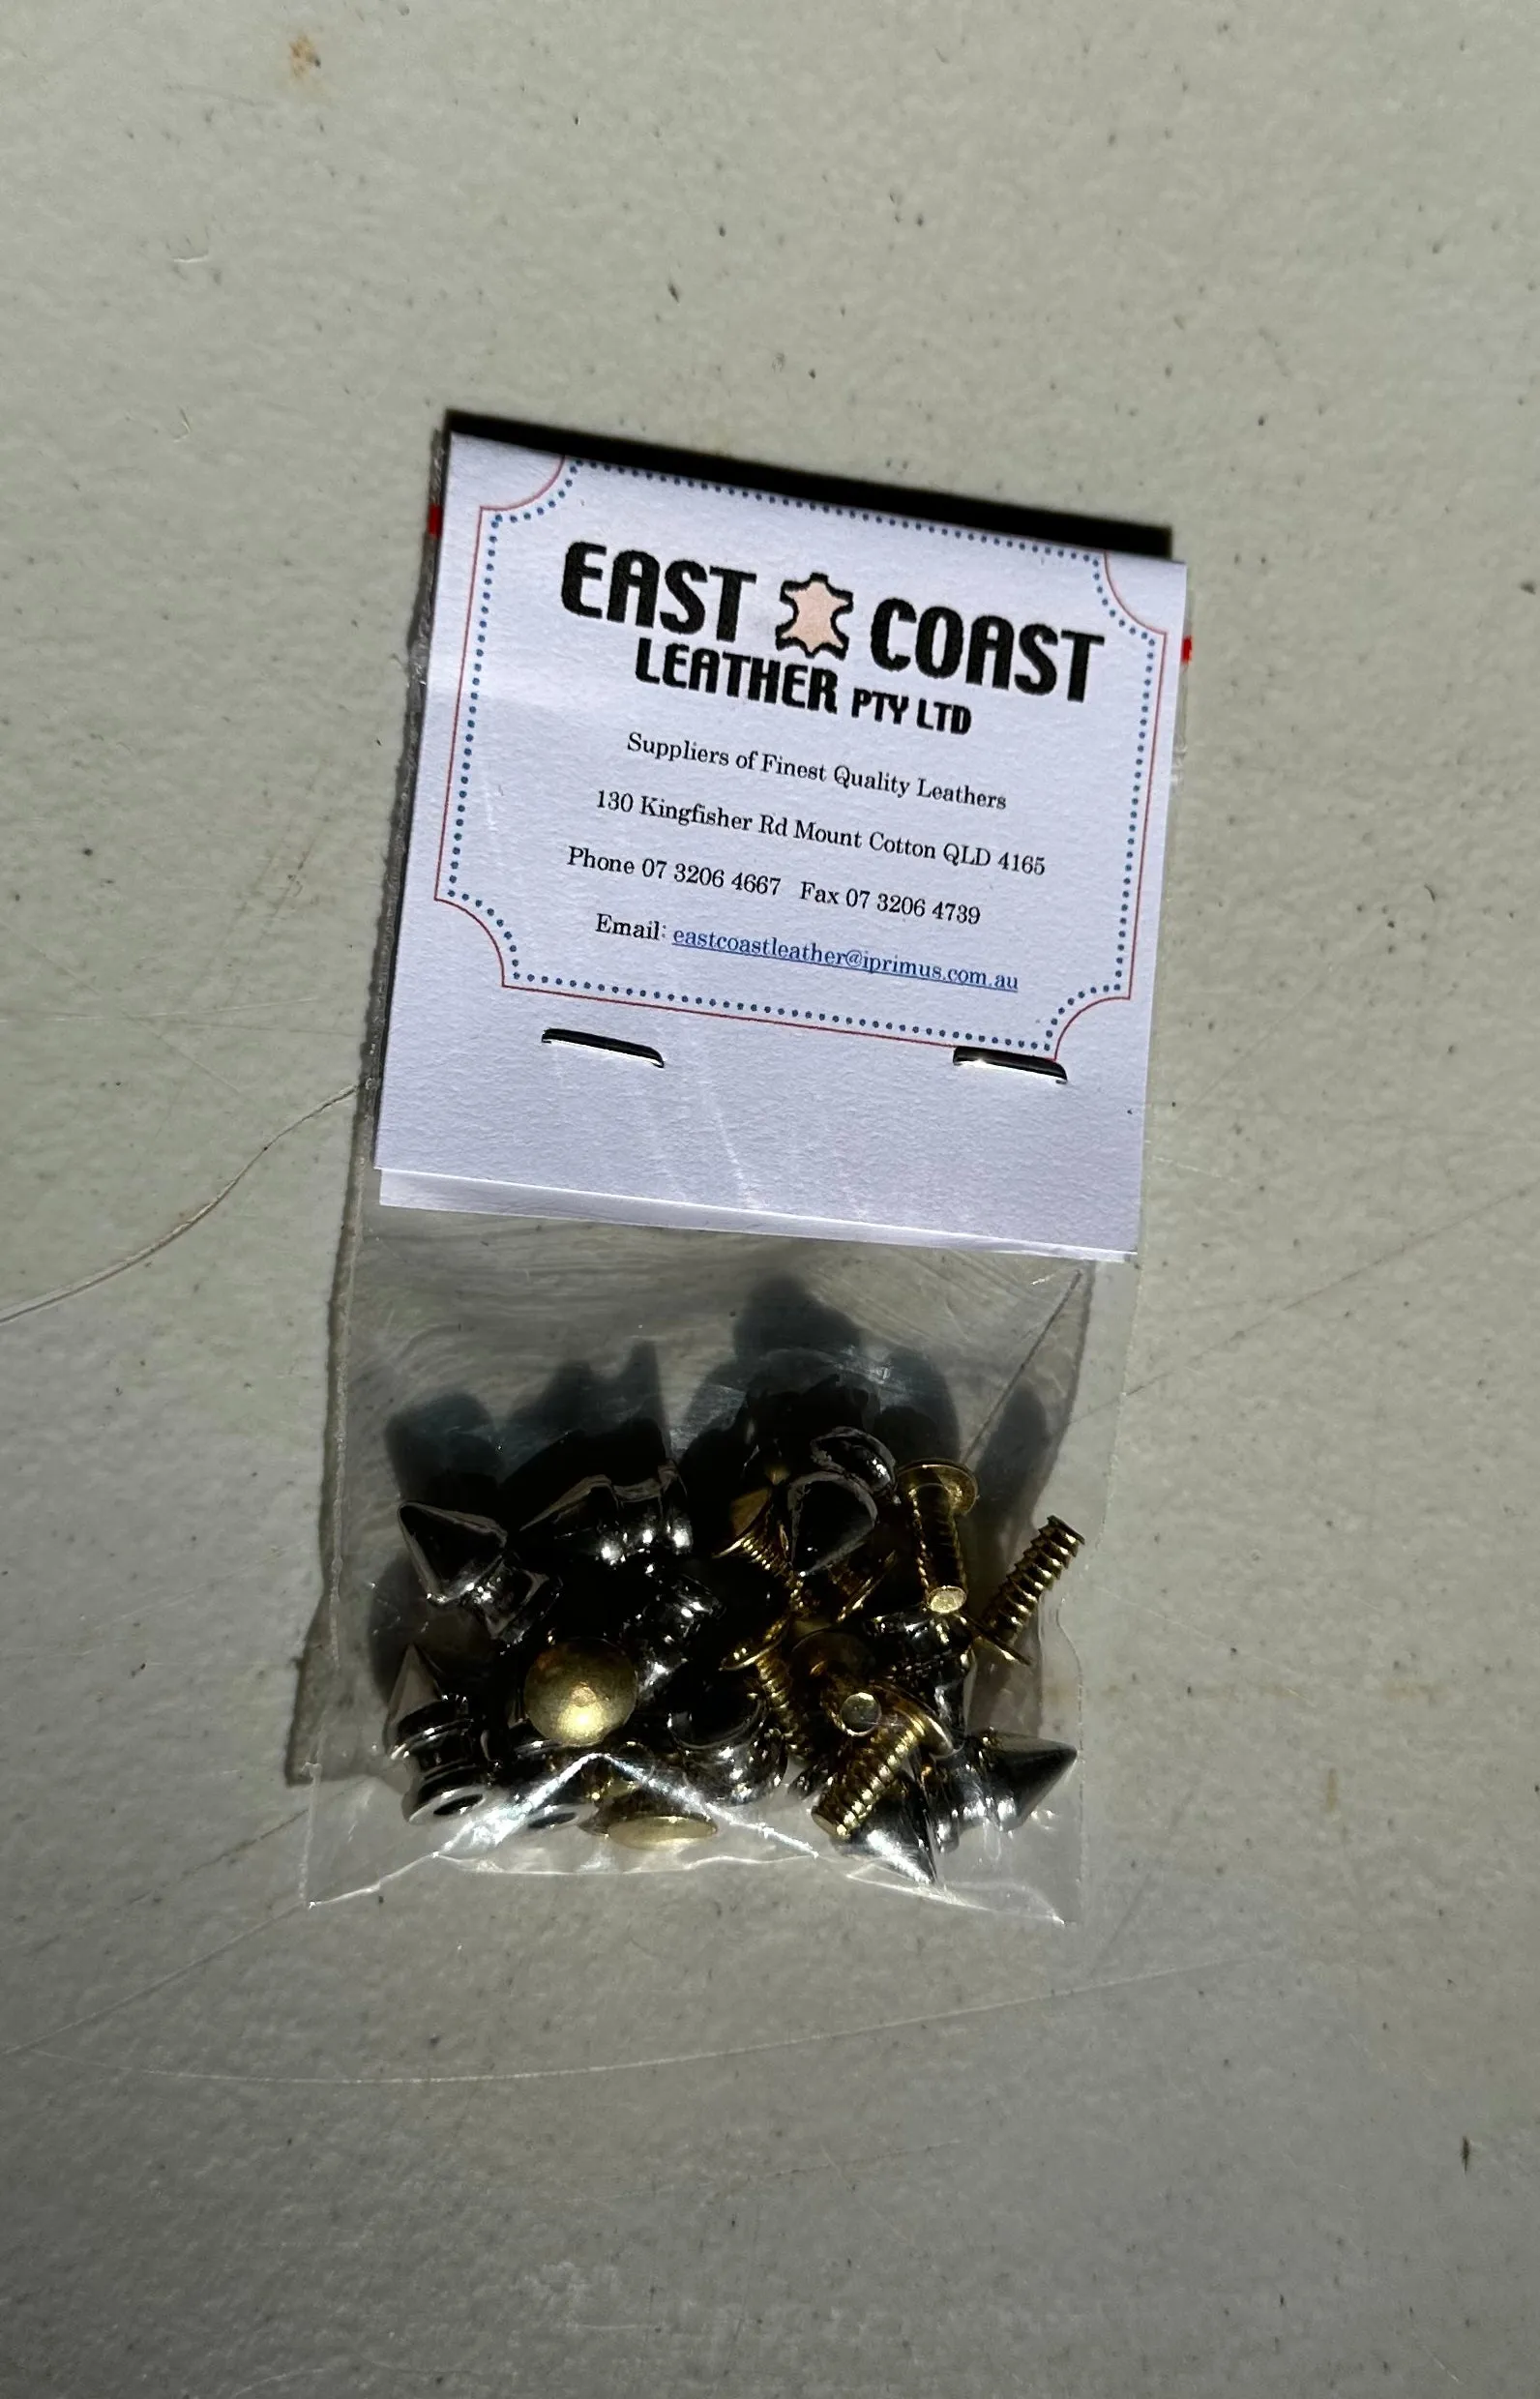 EAST COAST
LEATHER PTY LTD
Suppliers of Finest Quality Leathers
130 Kingfisher Rd Mount Cotton QLD 4165
Phone 07 3206 4667 Fax 07 3206 4739
Email: eastcoastleather@iprimus.com.au